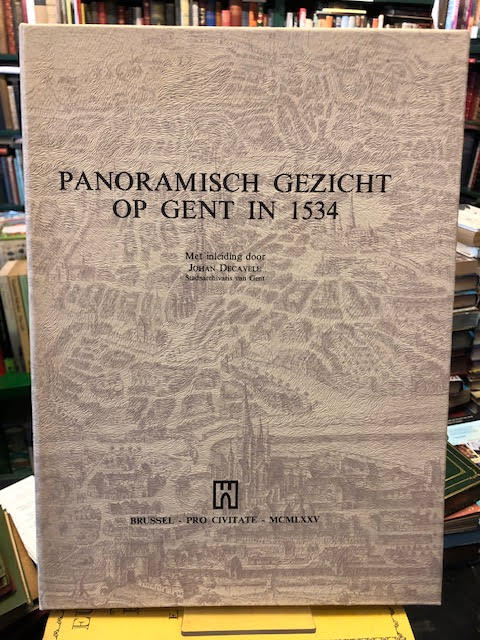 PANORAMISCH GEZICHT
OP GENT IN 1534
Met inleiding door
JOHAN DECAVELE
Stadsarchivaris van Gent
BRUSSEL - PRO CIVITATE - MCMLXXV